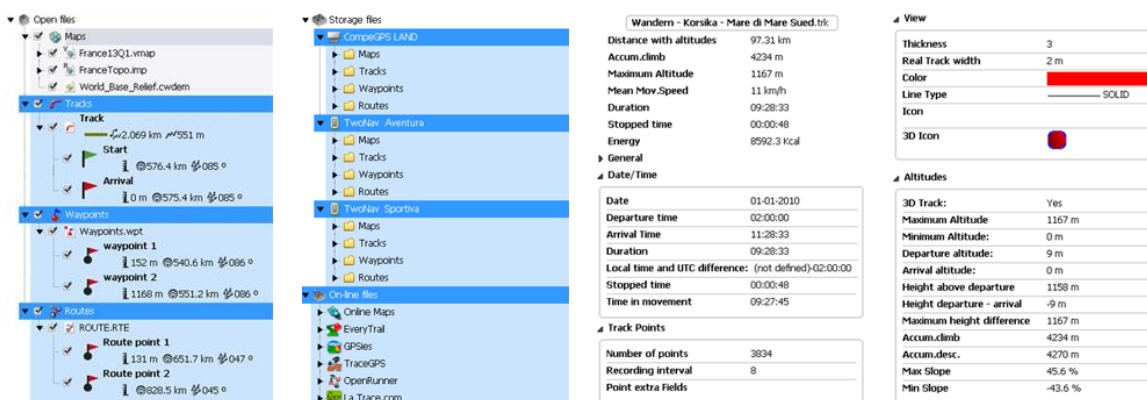 Open files
Maps
France13Q1.vmap
FranceTopo.imp
World_Base_Relief.cwdem
Tracks
Track
2.069 km 551 m
Start
576.4 km 085 º
Arrival
0 m 575.4 km 085 º
Waypoints
Waypoints.wpt
waypoint 1
152 m 540.6 km 086 º
waypoint 2
1168 m 551.2 km 086 º
Routes
ROUTE.RTE
Route point 1
131 m 651.7 km 047 º
Route point 2
828.5 km 045 º
Storage files
CompeGPS LAND
Maps
Tracks
Waypoints
Routes
TwoNav Aventura
Maps
Tracks
Waypoints
Routes
TwoNav Sportiva
Maps
Tracks
Waypoints
Routes
On-line files
Online Maps
EveryTrail
GPSies
TraceGPS
OpenRunner
La Trace.com
Wandern - Korsika - Mare di Mare Sued.trk
Distance with altitudes 97.31 km
Accum.climb 4234 m
Maximum Altitude 1167 m
Mean Mov.Speed 11 km/h
Duration 09:28:33
Stopped time 00:00:48
Energy 8592.3 Kcal
General
Date/Time
Date 01-01-2010
Departure time 02:00:00
Arrival Time 11:28:33
Duration 09:28:33
Local time and UTC difference: (not defined)-02:00:00
Stopped time 00:00:48
Time in movement 09:27:45
Track Points
Number of points 3834
Recording interval 8
Point extra Fields
View
Thickness 3
Real Track width 2 m
Color
Line Type SOLID
Icon
3D Icon
Altitudes
3D Track: Yes
Maximum Altitude 1167 m
Minimum Altitude: 0 m
Departure altitude: 9 m
Arrival altitude: 0 m
Height above departure 1158 m
Height departure - arrival -9 m
Maximum height difference 1167 m
Accum.climb 4234 m
Accum.desc. 4270 m
Max Slope 45.6 %
Min Slope -43.6 %